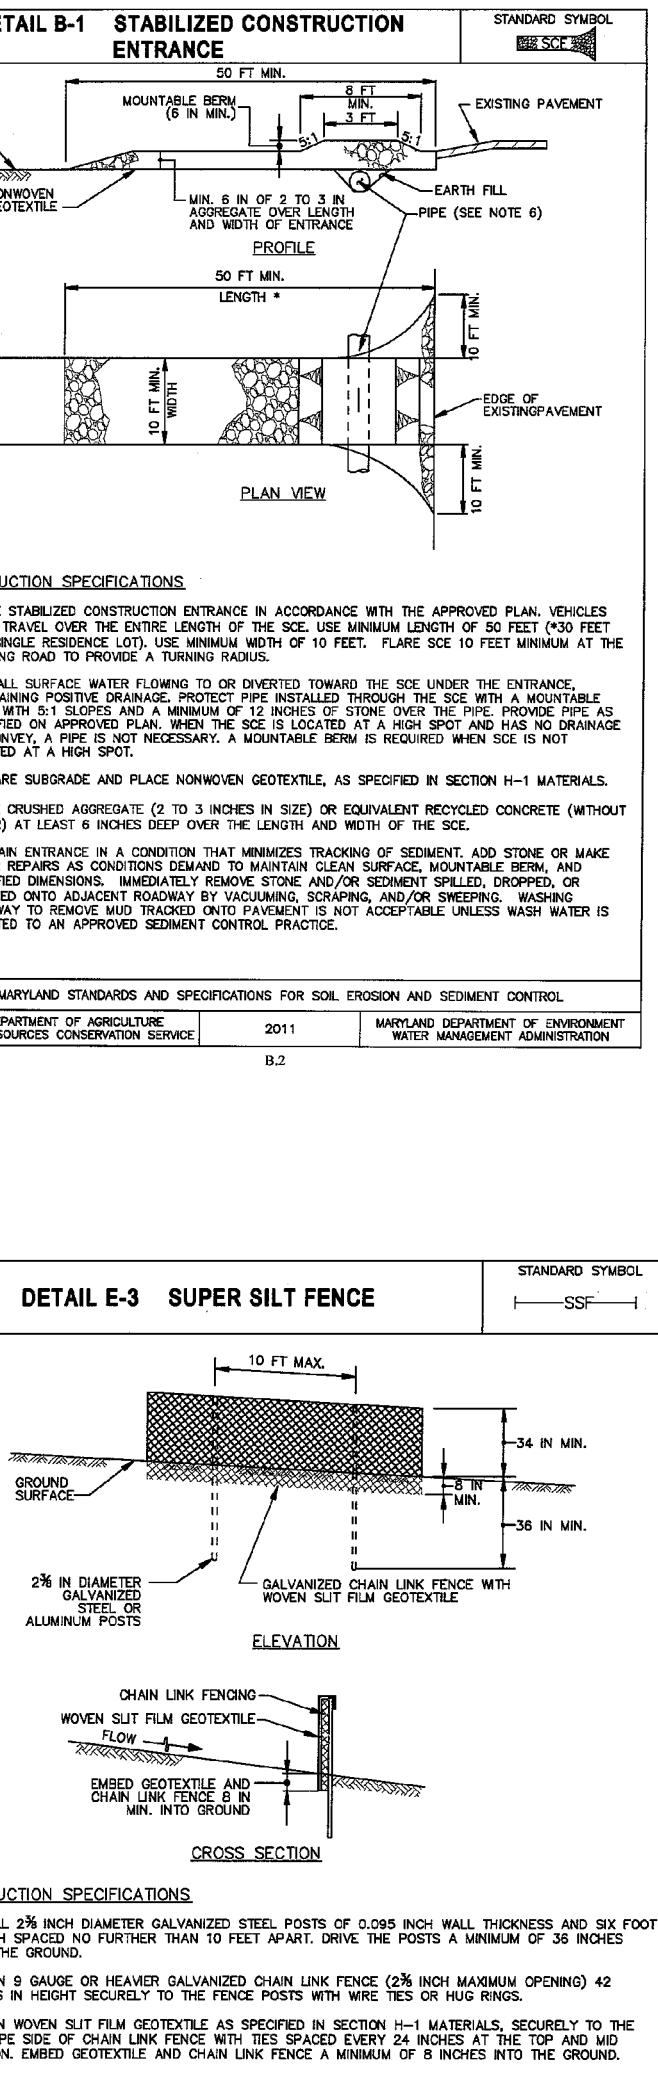 ETAIL B-1 STABILIZED CONSTRUCTION
ENTRANCE
STANDARD SYMBOL
SCE
50 FT MIN.
MOUNTABLE BERM
(6 IN MIN.)
8 FT
MIN.
3 FT
5:1
5:1
EXISTING PAVEMENT
ONWOVEN
EOTEXTILE
MIN. 6 IN OF 2 TO 3 IN
AGGREGATE OVER LENGTH
AND WIDTH OF ENTRANCE
EARTH FILL
PIPE (SEE NOTE 6)
PROFILE
50 FT MIN.
LENGTH *
10 FT MIN.
10 FT MIN.
WIDTH
EDGE OF
EXISTINGPAVEMENT
10 FT MIN.
PLAN VIEW
UCTION SPECIFICATIONS
E STABILIZED CONSTRUCTION ENTRANCE IN ACCORDANCE WITH THE APPROVED PLAN. VEHICLES
TRAVEL OVER THE ENTIRE LENGTH OF THE SCE. USE MINIMUM LENGTH OF 50 FEET (*30 FEET
SINGLE RESIDENCE LOT). USE MINIMUM WIDTH OF 10 FEET. FLARE SCE 10 FEET MINIMUM AT THE
NG ROAD TO PROVIDE A TURNING RADIUS.
ALL SURFACE WATER FLOWING TO OR DIVERTED TOWARD THE SCE UNDER THE ENTRANCE,
AINING POSITIVE DRAINAGE. PROTECT PIPE INSTALLED THROUGH THE SCE WITH A MOUNTABLE
WITH 5:1 SLOPES AND A MINIMUM OF 12 INCHES OF STONE OVER THE PIPE. PROVIDE PIPE AS
FIED ON APPROVED PLAN. WHEN THE SCE IS LOCATED AT A HIGH SPOT AND HAS NO DRAINAGE
NVEY, A PIPE IS NOT NECESSARY. A MOUNTABLE BERM IS REQUIRED WHEN SCE IS NOT
ED AT A HIGH SPOT.
ARE SUBGRADE AND PLACE NONWOVEN GEOTEXTILE, AS SPECIFIED IN SECTION H-1 MATERIALS.
E CRUSHED AGGREGATE (2 TO 3 INCHES IN SIZE) OR EQUIVALENT RECYCLED CONCRETE (WITHOUT
R) AT LEAST 6 INCHES DEEP OVER THE LENGTH AND WIDTH OF THE SCE.
AIN ENTRANCE IN A CONDITION THAT MINIMIZES TRACKING OF SEDIMENT. ADD STONE OR MAKE
REPAIRS AS CONDITIONS DEMAND TO MAINTAIN CLEAN SURFACE, MOUNTABLE BERM, AND
FIED DIMENSIONS. IMMEDIATELY REMOVE STONE AND/OR SEDIMENT SPILLED, DROPPED, OR
ED ONTO ADJACENT ROADWAY BY VACUUMING, SCRAPING, AND/OR SWEEPING. WASHING
WAY TO REMOVE MUD TRACKED ONTO PAVEMENT IS NOT ACCEPTABLE UNLESS WASH WATER IS
TED TO AN APPROVED SEDIMENT CONTROL PRACTICE.
MARYLAND STANDARDS AND SPECIFICATIONS FOR SOIL EROSION AND SEDIMENT CONTROL
PARTMENT OF AGRICULTURE
SOURCES CONSERVATION SERVICE
2011
MARYLAND DEPARTMENT OF ENVIRONMENT
WATER MANAGEMENT ADMINISTRATION
B.2
DETAIL E-3 SUPER SILT FENCE
STANDARD SYMBOL
SSF
10 FT MAX.
34 IN MIN.
GROUND
SURFACE
8 IN
MIN.
36 IN MIN.
2⅜ IN DIAMETER
GALVANIZED
STEEL OR
ALUMINUM POSTS
GALVANIZED CHAIN LINK FENCE WITH
WOVEN SLIT FILM GEOTEXTILE
ELEVATION
CHAIN LINK FENCING
WOVEN SLIT FILM GEOTEXTILE
FLOW
EMBED GEOTEXTILE AND
CHAIN LINK FENCE 8 IN
MIN. INTO GROUND
CROSS SECTION
UCTION SPECIFICATIONS
L 2⅜ INCH DIAMETER GALVANIZED STEEL POSTS OF 0.095 INCH WALL THICKNESS AND SIX FOOT
H SPACED NO FURTHER THAN 10 FEET APART. DRIVE THE POSTS A MINIMUM OF 36 INCHES
THE GROUND.
N 9 GAUGE OR HEAVIER GALVANIZED CHAIN LINK FENCE (2⅜ INCH MAXIMUM OPENING) 42
S IN HEIGHT SECURELY TO THE FENCE POSTS WITH WIRE TIES OR HUG RINGS.
N WOVEN SLIT FILM GEOTEXTILE AS SPECIFIED IN SECTION H-1 MATERIALS, SECURELY TO THE
PE SIDE OF CHAIN LINK FENCE WITH TIES SPACED EVERY 24 INCHES AT THE TOP AND MID
ON. EMBED GEOTEXTILE AND CHAIN LINK FENCE A MINIMUM OF 8 INCHES INTO THE GROUND.